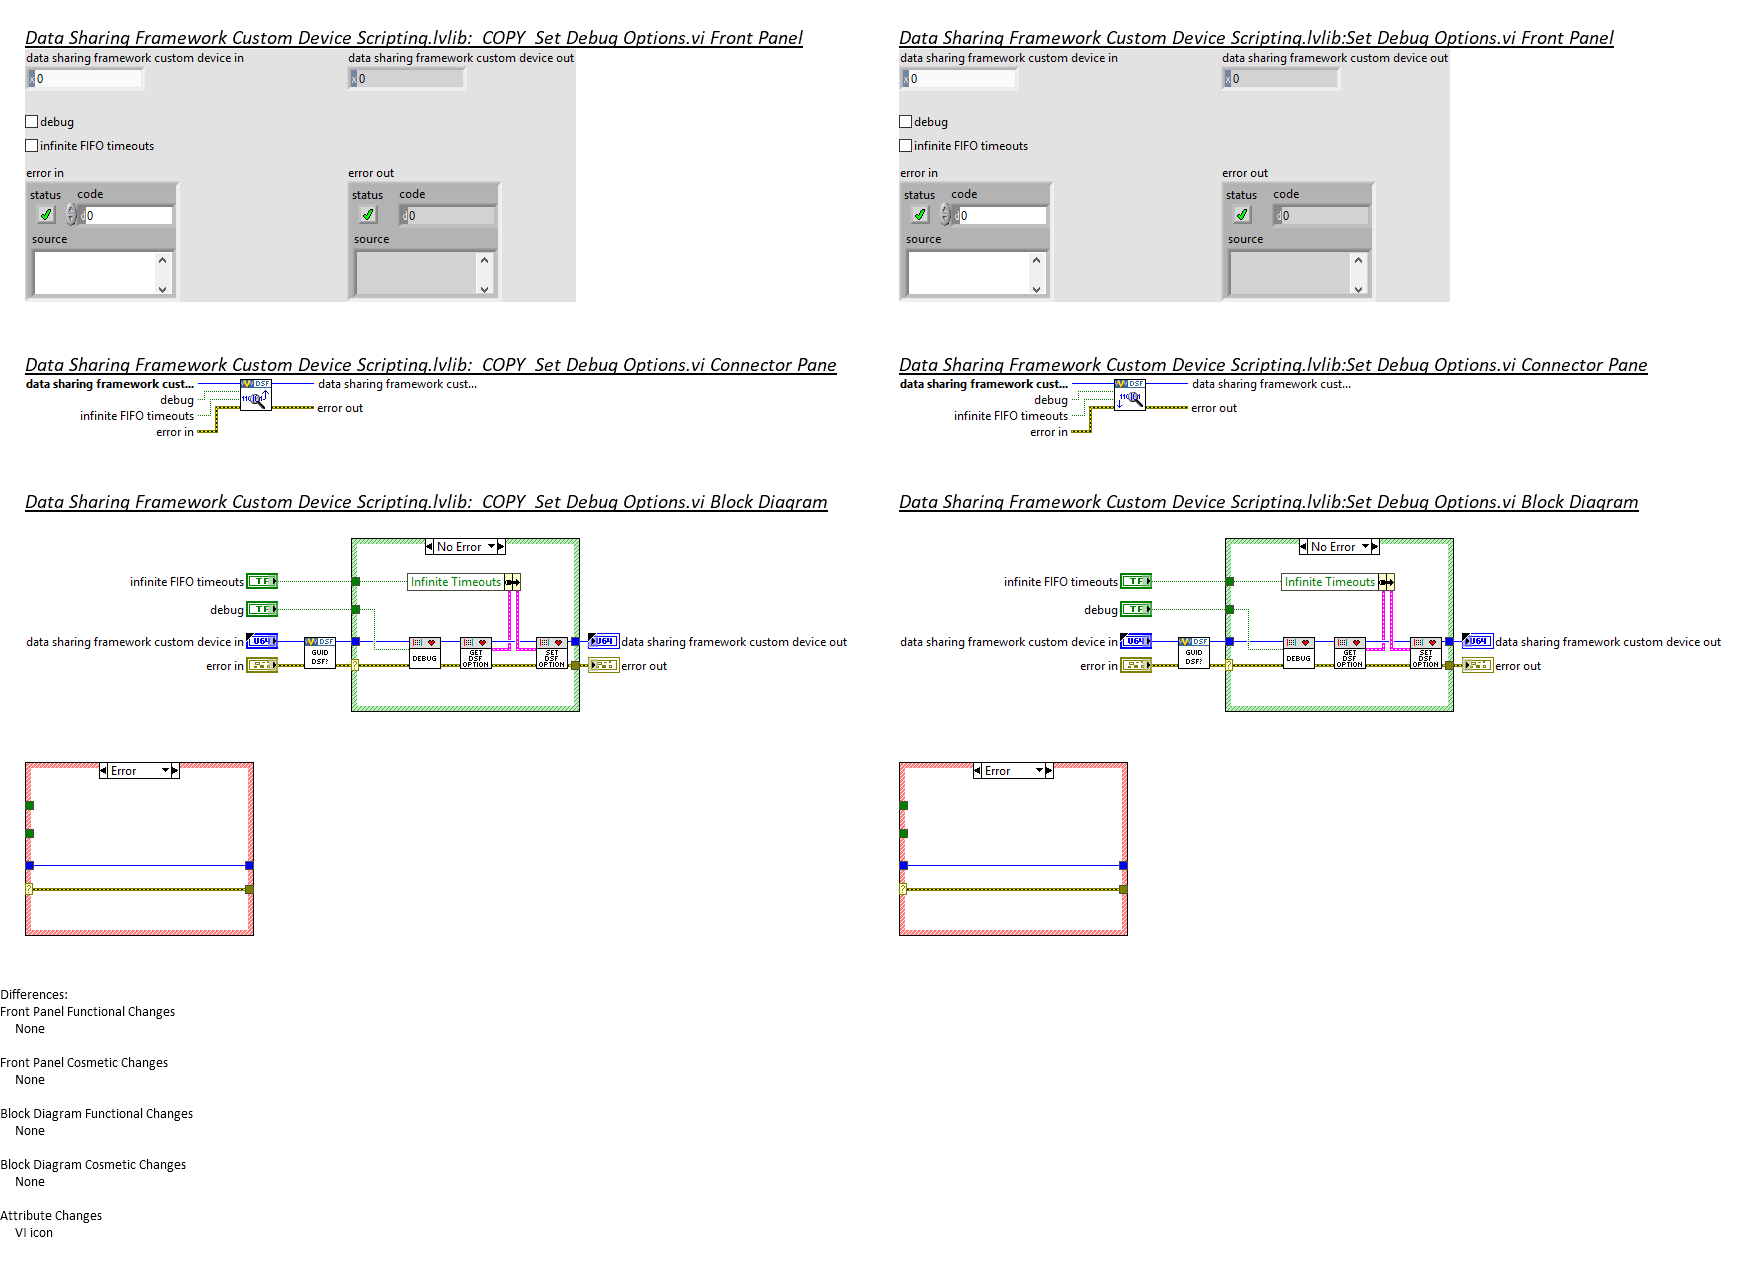 Data Sharing Framework Custom Device Scripting.lvlib:_COPY_Set Debug Options.vi Front Panel
data sharing framework custom device in
data sharing framework custom device out
x 0
x 0
debug
infinite FIFO timeouts
error in
error out
status code
status code
d 0
d 0
source
source
Data Sharing Framework Custom Device Scripting.lvlib:Set Debug Options.vi Front Panel
data sharing framework custom device in
data sharing framework custom device out
x 0
x 0
debug
infinite FIFO timeouts
error in
error out
status code
status code
d 0
d 0
source
source
Data Sharing Framework Custom Device Scripting.lvlib:_COPY_Set Debug Options.vi Connector Pane
data sharing framework cust...
data sharing framework cust...
debug
infinite FIFO timeouts
error out
error in
DSF
Data Sharing Framework Custom Device Scripting.lvlib:Set Debug Options.vi Connector Pane
data sharing framework cust...
data sharing framework cust...
debug
infinite FIFO timeouts
error out
error in
DSF
Data Sharing Framework Custom Device Scripting.lvlib:_COPY_Set Debug Options.vi Block Diagram
No Error
infinite FIFO timeouts TF
Infinite Timeouts
debug TF
data sharing framework custom device in U64
DSF
GUID
DSF?
DEBUG
GET
DSF
OPTION
SET
DSF
OPTION
U64 data sharing framework custom device out
error in
?
error out
Error
?
Data Sharing Framework Custom Device Scripting.lvlib:Set Debug Options.vi Block Diagram
No Error
infinite FIFO timeouts TF
Infinite Timeouts
debug TF
data sharing framework custom device in U64
DSF
GUID
DSF?
DEBUG
GET
DSF
OPTION
SET
DSF
OPTION
U64 data sharing framework custom device out
error in
?
error out
Error
?
Differences:
Front Panel Functional Changes
None
Front Panel Cosmetic Changes
None
Block Diagram Functional Changes
None
Block Diagram Cosmetic Changes
None
Attribute Changes
VI icon